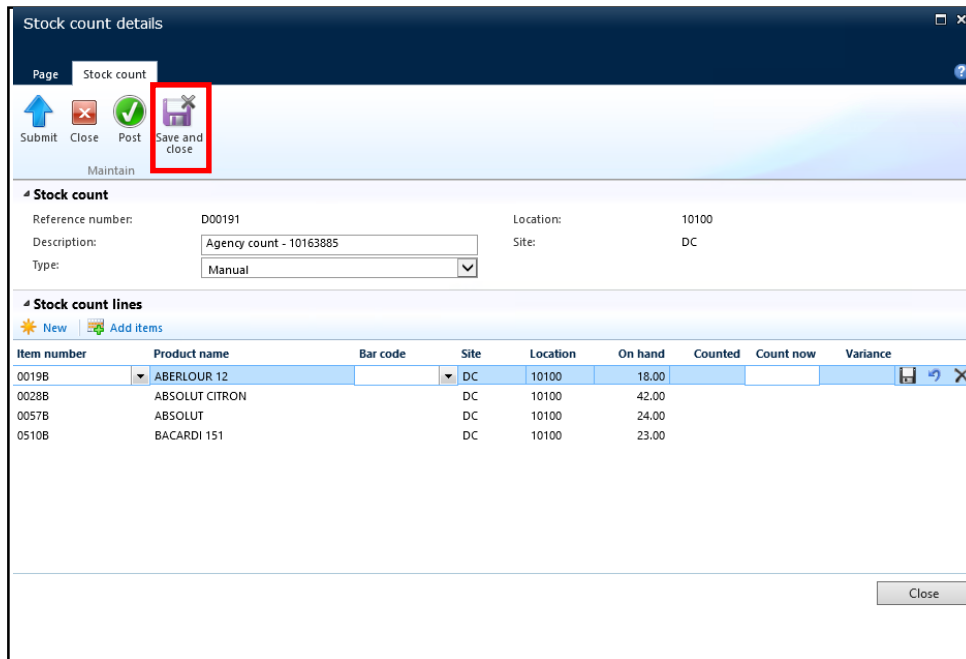 Stock count details
Page Stock count
Submit Close Post Save and close
Maintain
Stock count
Reference number: D00191 Location: 10100
Description: Agency count - 10163885 Site: DC
Type: Manual
Stock count lines
New Add items
Item number Product name Bar code Site Location On hand Counted Count now Variance
0019B ABERLOUR 12 DC 10100 18.00
0028B ABSOLUT CITRON DC 10100 42.00
0057B ABSOLUT DC 10100 24.00
0510B BACARDI 151 DC 10100 23.00
Close